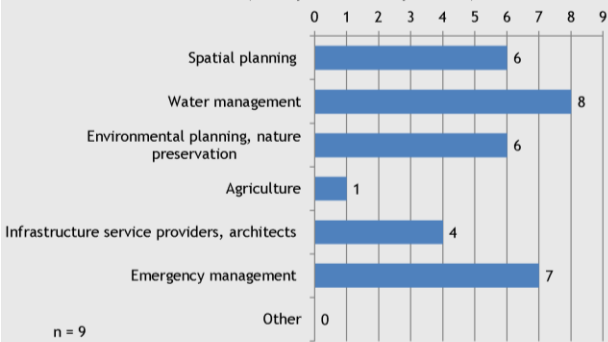 0 1 2 3 4 5 6 7 8 9
Spatial planning 6
Water management 8
Environmental planning, nature
preservation 6
Agriculture 1
Infrastructure service providers, architects 4
Emergency management 7
Other 0
n = 9